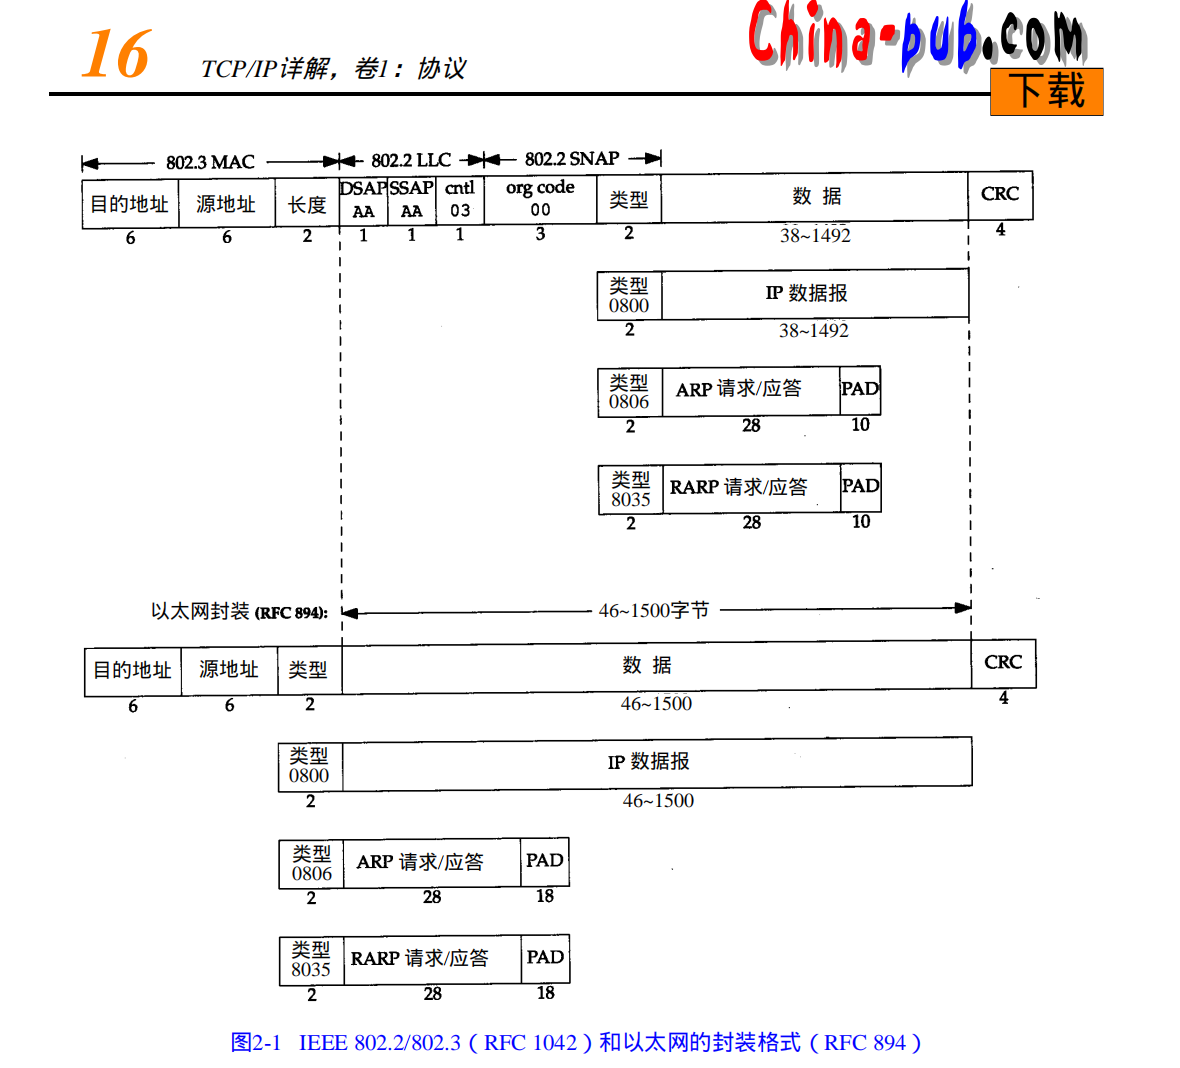 16 TCP/IP详解，卷1：协议
China-pub.com
下载
802.3 MAC 802.2 LLC 802.2 SNAP
目的地址 源地址 长度 DSAP AA SSAP AA cntl 03 org code 00 类型 数 据 CRC
6 6 2 1 1 1 3 2 38~1492 4
类型 0800 IP 数据报
2 38~1492
类型 0806 ARP 请求/应答 PAD
2 28 10
类型 8035 RARP 请求/应答 PAD
2 28 10
以太网封装 (RFC 894): 46~1500字节
目的地址 源地址 类型 数 据 CRC
6 6 2 46~1500 4
类型 0800 IP 数据报
2 46~1500
类型 0806 ARP 请求/应答 PAD
2 28 18
类型 8035 RARP 请求/应答 PAD
2 28 18
图2-1 IEEE 802.2/802.3（RFC 1042）和以太网的封装格式（RFC 894）